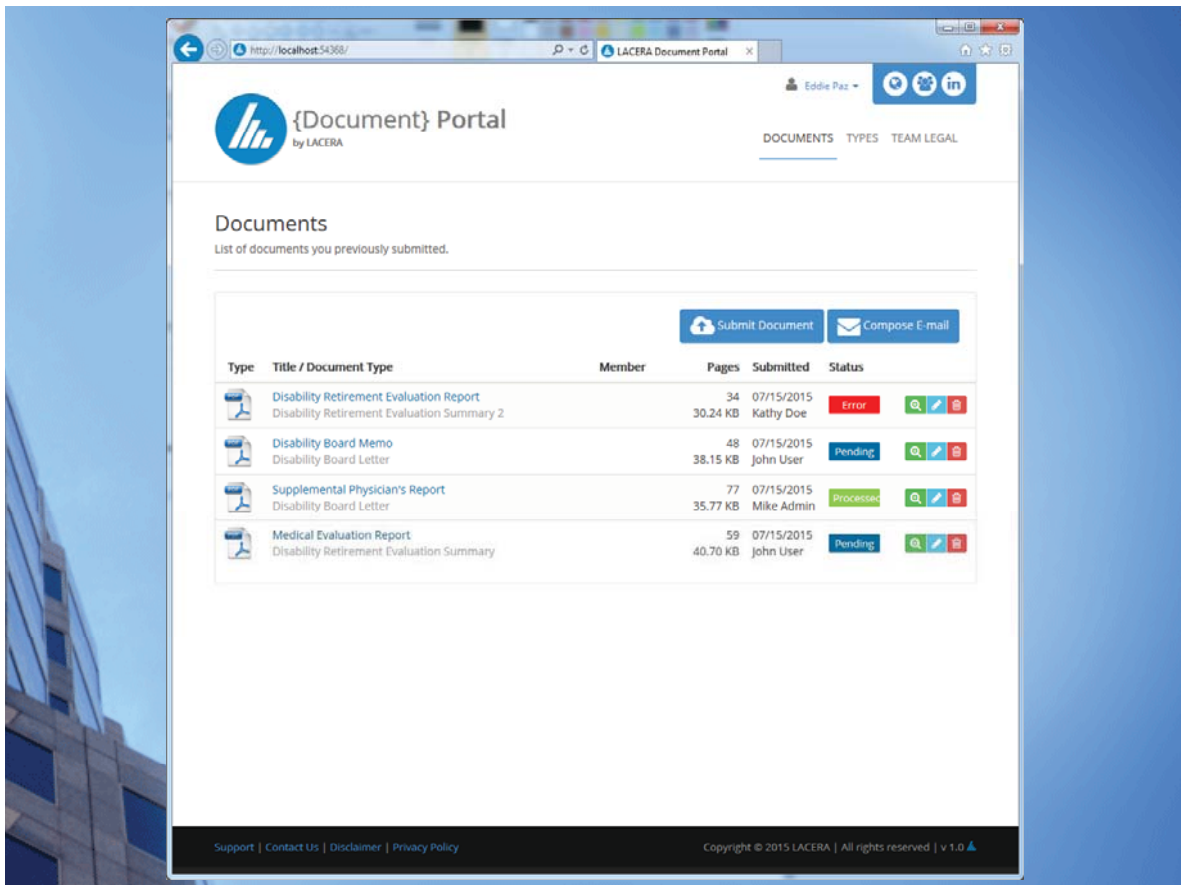 http://localhost:54368/
LACERA Document Portal
Eddie Paz
in
{Document} Portal
by LACERA
DOCUMENTS TYPES TEAM LEGAL
Documents
List of documents you previously submitted.
Submit Document Compose E-mail
Type Title / Document Type Member Pages Submitted Status
Disability Retirement Evaluation Report 34 07/15/2015
Disability Retirement Evaluation Summary 2 30.24 KB Kathy Doe Error
Disability Board Memo 48 07/15/2015
Disability Board Letter 38.15 KB John User Pending
Supplemental Physician's Report 77 07/15/2015
Disability Board Letter 35.77 KB Mike Admin Processed
Medical Evaluation Report 59 07/15/2015
Disability Retirement Evaluation Summary 40.70 KB John User Pending
Support | Contact Us | Disclaimer | Privacy Policy Copyright © 2015 LACERA | All rights reserved | v 1.0